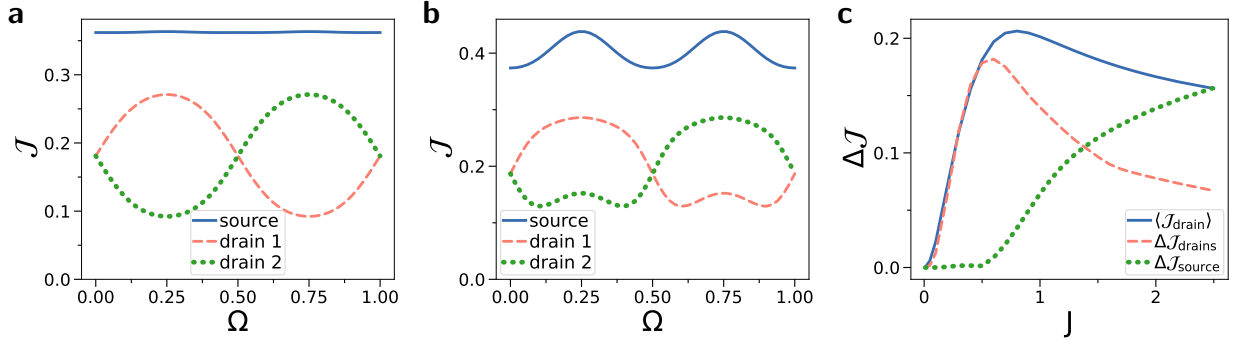 a
𝒥
0.3
0.2
0.1
0.0
source
drain 1
drain 2
0.00 0.25 0.50 0.75 1.00
Ω
b
𝒥
0.4
0.2
0.0
source
drain 1
drain 2
0.00 0.25 0.50 0.75 1.00
Ω
c
Δ𝒥
0.2
0.1
0.0
⟨𝒥drain⟩
Δ𝒥drains
Δ𝒥source
0 1 2
J